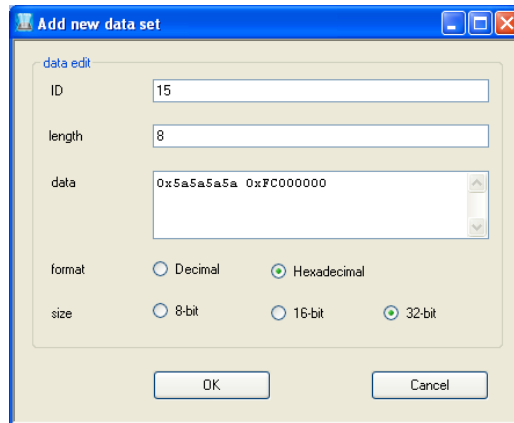 Add new data set
data edit
ID 15
length 8
data 0x5a5a5a5a 0xFC000000
format Decimal Hexadecimal
size 8-bit 16-bit 32-bit
OK Cancel